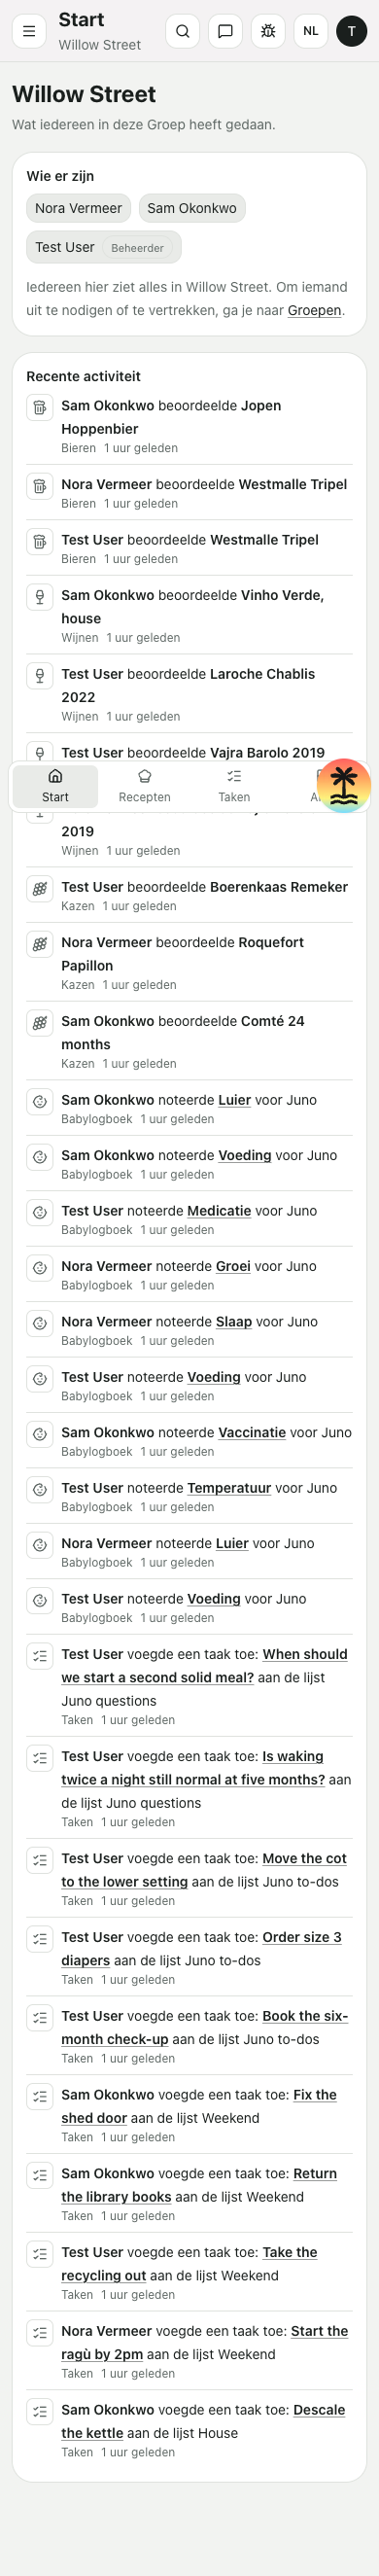 Start
Willow Street
NL
T
Willow Street
Wat iedereen in deze Groep heeft gedaan.
Wie er zijn
Nora Vermeer
Sam Okonkwo
Test User
Beheerder
Iedereen hier ziet alles in Willow Street. Om iemand
uit te nodigen of te vertrekken, ga je naar Groepen.
Recente activiteit
Sam Okonkwo beoordeelde Jopen
Hoppenbier
Bieren 1 uur geleden
Nora Vermeer beoordeelde Westmalle Tripel
Bieren 1 uur geleden
Test User beoordeelde Westmalle Tripel
Bieren 1 uur geleden
Sam Okonkwo beoordeelde Vinho Verde,
house
Wijnen 1 uur geleden
Test User beoordeelde Laroche Chablis
2022
Wijnen 1 uur geleden
Test User beoordeelde Vajra Barolo 2019
Start
Recepten
Taken
2019
Wijnen 1 uur geleden
Test User beoordeelde Boerenkaas Remeker
Kazen 1 uur geleden
Nora Vermeer beoordeelde Roquefort
Papillon
Kazen 1 uur geleden
Sam Okonkwo beoordeelde Comté 24
months
Kazen 1 uur geleden
Sam Okonkwo noteerde Luier voor Juno
Babylogboek 1 uur geleden
Sam Okonkwo noteerde Voeding voor Juno
Babylogboek 1 uur geleden
Test User noteerde Medicatie voor Juno
Babylogboek 1 uur geleden
Nora Vermeer noteerde Groei voor Juno
Babylogboek 1 uur geleden
Nora Vermeer noteerde Slaap voor Juno
Babylogboek 1 uur geleden
Test User noteerde Voeding voor Juno
Babylogboek 1 uur geleden
Sam Okonkwo noteerde Vaccinatie voor Juno
Babylogboek 1 uur geleden
Test User noteerde Temperatuur voor Juno
Babylogboek 1 uur geleden
Nora Vermeer noteerde Luier voor Juno
Babylogboek 1 uur geleden
Test User noteerde Voeding voor Juno
Babylogboek 1 uur geleden
Test User voegde een taak toe: When should
we start a second solid meal? aan de lijst
Juno questions
Taken 1 uur geleden
Test User voegde een taak toe: Is waking
twice a night still normal at five months? aan
de lijst Juno questions
Taken 1 uur geleden
Test User voegde een taak toe: Move the cot
to the lower setting aan de lijst Juno to-dos
Taken 1 uur geleden
Test User voegde een taak toe: Order size 3
diapers aan de lijst Juno to-dos
Taken 1 uur geleden
Test User voegde een taak toe: Book the six-
month check-up aan de lijst Juno to-dos
Taken 1 uur geleden
Sam Okonkwo voegde een taak toe: Fix the
shed door aan de lijst Weekend
Taken 1 uur geleden
Sam Okonkwo voegde een taak toe: Return
the library books aan de lijst Weekend
Taken 1 uur geleden
Test User voegde een taak toe: Take the
recycling out aan de lijst Weekend
Taken 1 uur geleden
Nora Vermeer voegde een taak toe: Start the
ragù by 2pm aan de lijst Weekend
Taken 1 uur geleden
Sam Okonkwo voegde een taak toe: Descale
the kettle aan de lijst House
Taken 1 uur geleden